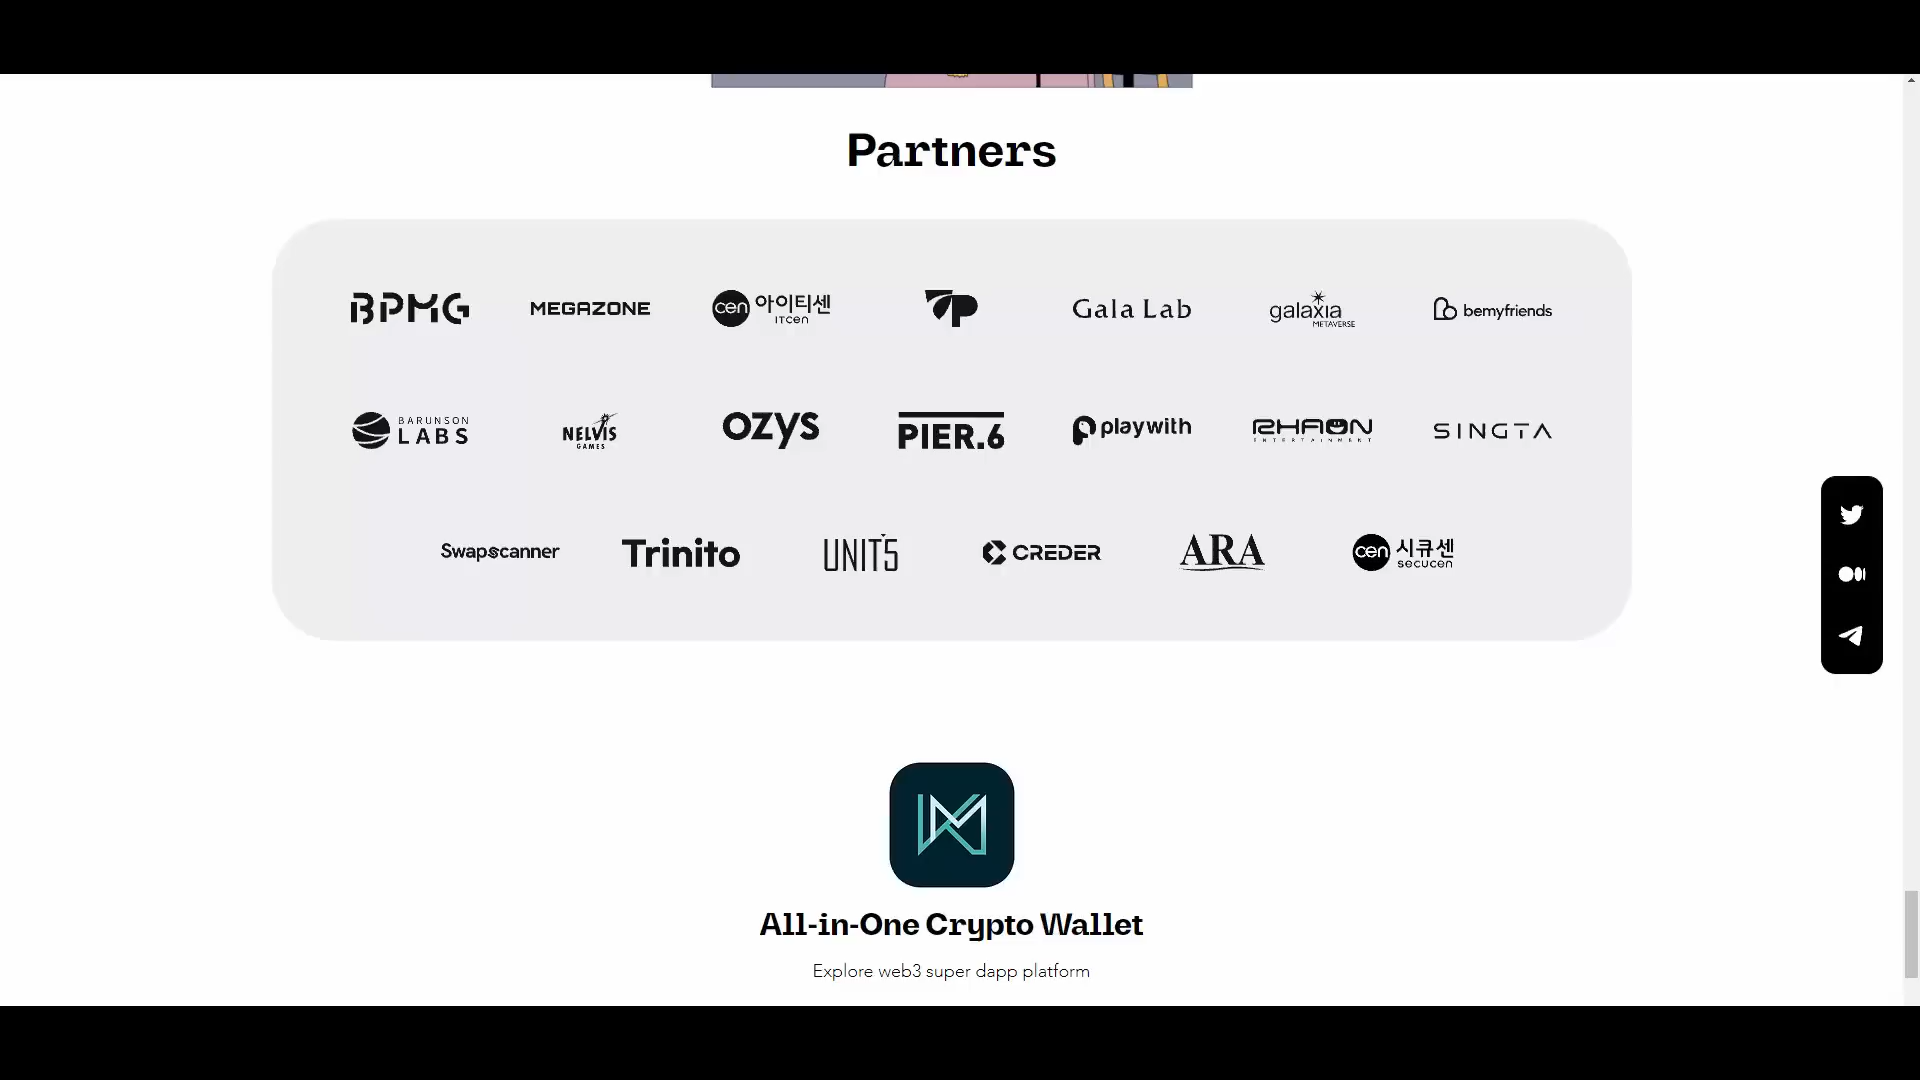 Partners
BPMG
MEGAZONE
cen 아이티센
ITCEN
Gala Lab
galaxia
METAVERSE
bemyfriends
BARUNSON
LABS
NELVIS
GAMES
OZYS
PIER.6
playwith
RHAON
ENTERTAINMENT
SINGTA
Swapscanner
Trinito
UNIT5
CREDER
ARA
cen 시큐센
secucen
All-in-One Crypto Wallet
Explore web3 super dapp platform